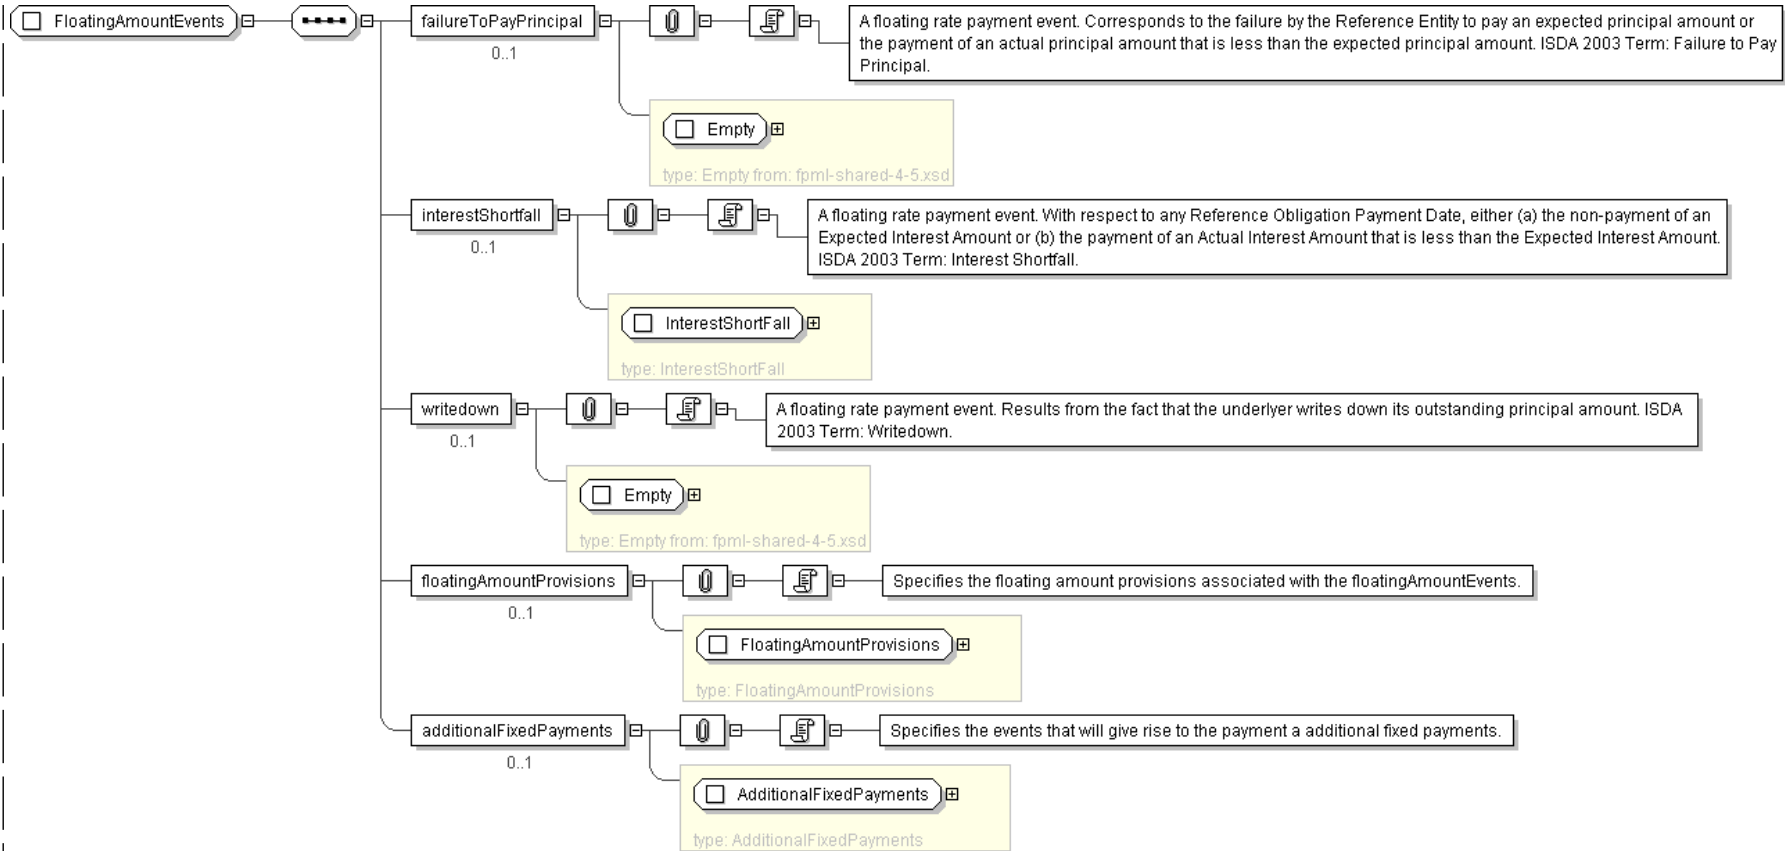 FloatingAmountEvents
failureToPayPrincipal
0..1
A floating rate payment event. Corresponds to the failure by the Reference Entity to pay an expected principal amount or
the payment of an actual principal amount that is less than the expected principal amount. ISDA 2003 Term: Failure to Pay
Principal.
Empty
type: Empty from: fpml-shared-4-5.xsd
interestShortfall
0..1
A floating rate payment event. With respect to any Reference Obligation Payment Date, either (a) the non-payment of an
Expected Interest Amount or (b) the payment of an Actual Interest Amount that is less than the Expected Interest Amount.
ISDA 2003 Term: Interest Shortfall.
InterestShortFall
type: InterestShortFall
writedown
0..1
A floating rate payment event. Results from the fact that the underlyer writes down its outstanding principal amount. ISDA
2003 Term: Writedown.
Empty
type: Empty from: fpml-shared-4-5.xsd
floatingAmountProvisions
0..1
Specifies the floating amount provisions associated with the floatingAmountEvents.
FloatingAmountProvisions
type: FloatingAmountProvisions
additionalFixedPayments
0..1
Specifies the events that will give rise to the payment a additional fixed payments.
AdditionalFixedPayments
type: AdditionalFixedPayments